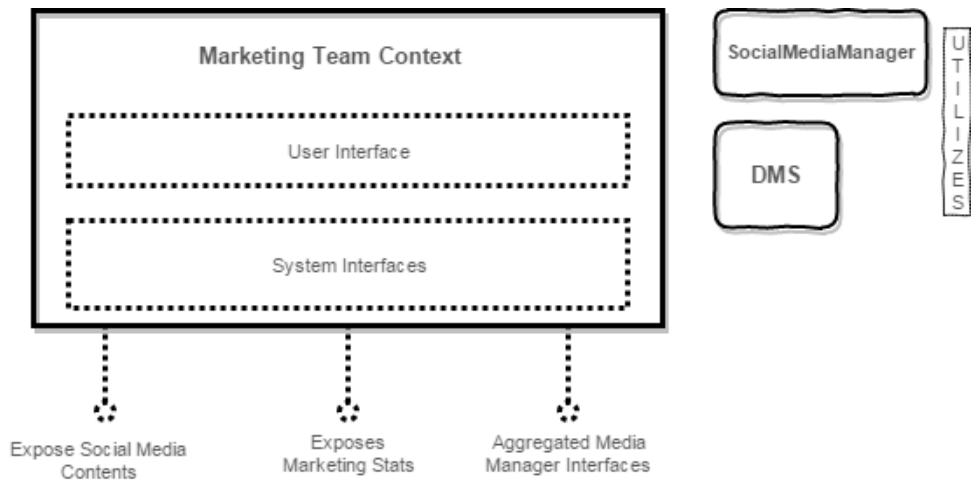 Marketing Team Context
User Interface
System Interfaces
SocialMediaManager
DMS
UTILIZES
Expose Social Media
Contents
Exposes
Marketing Stats
Aggregated Media
Manager Interfaces